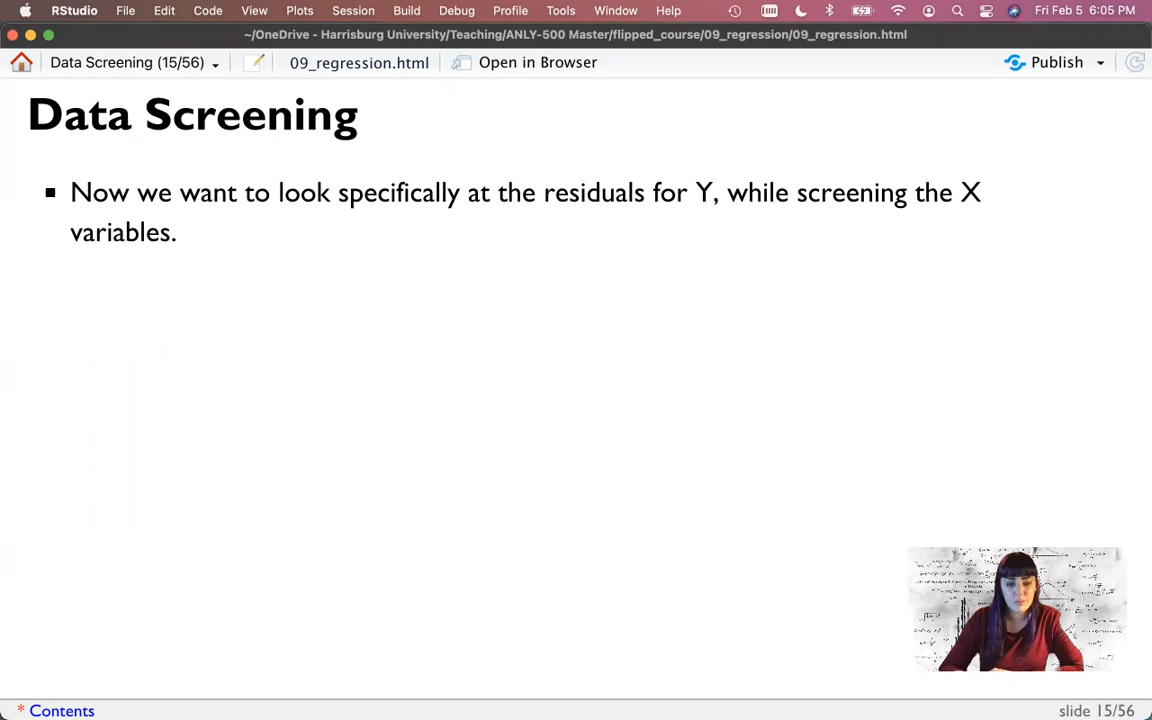 RStudio File Edit Code View Plots Session Build Debug Profile Tools Window Help Fri Feb 5 6:05 PM
~/OneDrive - Harrisburg University/Teaching/ANLY-500 Master/flipped_course/09_regression/09_regression.html
Data Screening (15/56) 09_regression.html Open in Browser Publish
Data Screening
Now we want to look specifically at the residuals for Y, while screening the X
variables.
* Contents slide 15/56